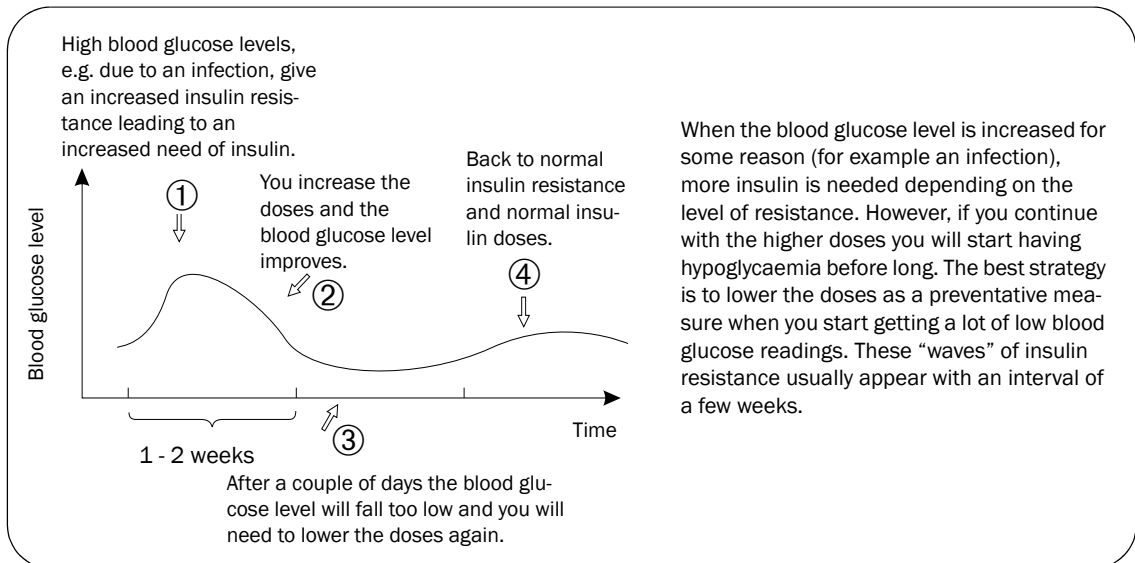 High blood glucose levels,
e.g. due to an infection, give
an increased insulin resis-
tance leading to an
increased need of insulin.
①
You increase the
doses and the
blood glucose level
improves.
②
Back to normal
insulin resistance
and normal insu-
lin doses.
④
Blood glucose level
Time
1 - 2 weeks
③
After a couple of days the blood glu-
cose level will fall too low and you will
need to lower the doses again.
When the blood glucose level is increased for
some reason (for example an infection),
more insulin is needed depending on the
level of resistance. However, if you continue
with the higher doses you will start having
hypoglycaemia before long. The best strategy
is to lower the doses as a preventative mea-
sure when you start getting a lot of low blood
glucose readings. These “waves” of insulin
resistance usually appear with an interval of
a few weeks.